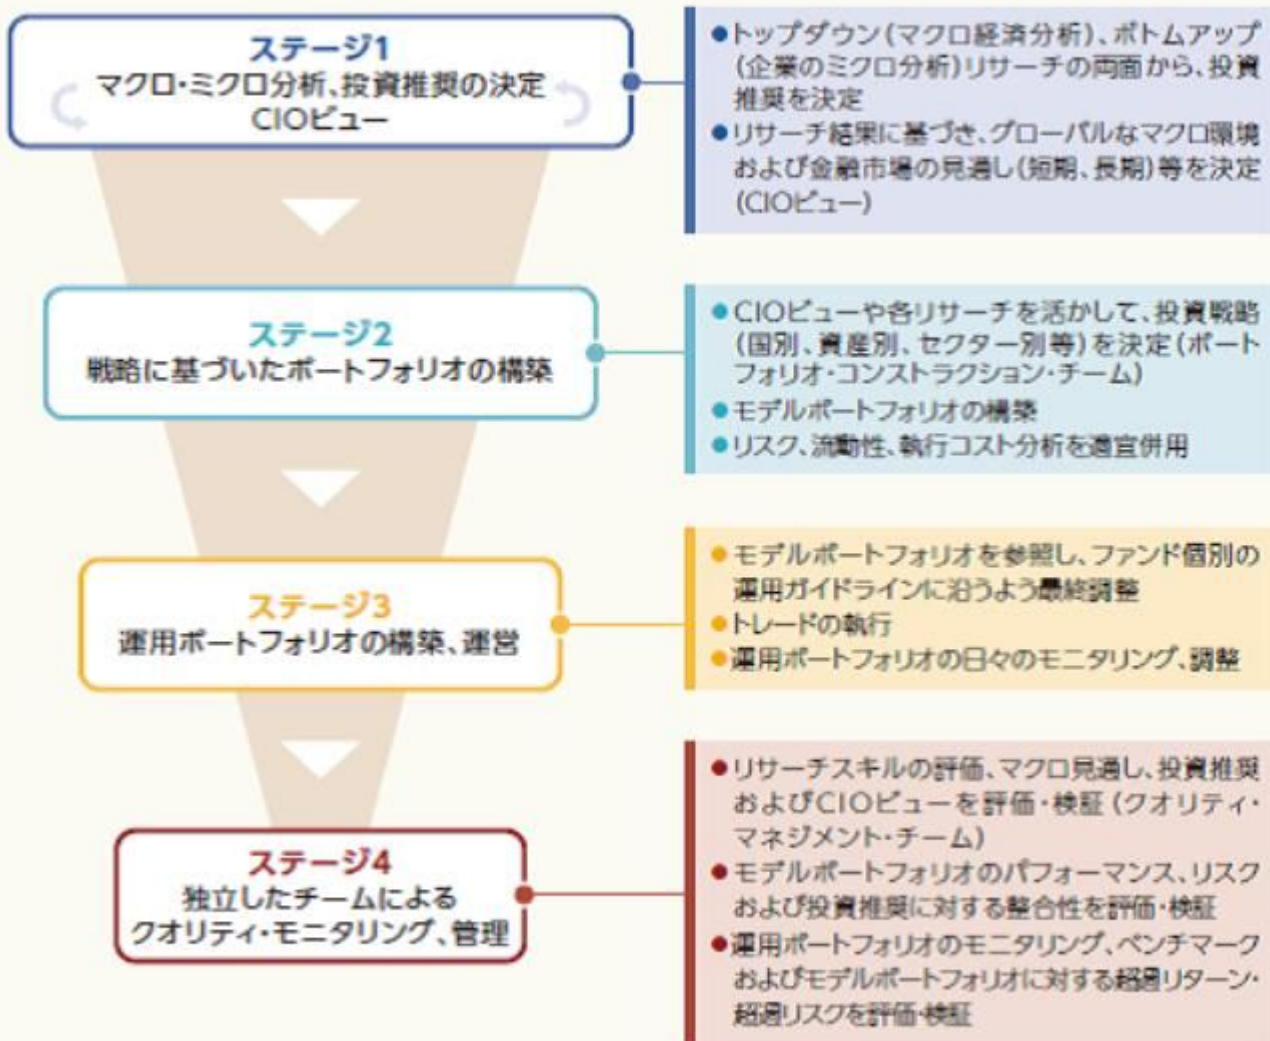 ステージ1
マクロ・ミクロ分析、投資推奨の決定
CIOビュー
●トップダウン(マクロ経済分析)、ボトムアップ
(企業のミクロ分析)リサーチの両面から、投資
推奨を決定
●リサーチ結果に基づき、グローバルなマクロ環境
および金融市場の見通し(短期、長期)等を決定
(CIOビュー)
ステージ2
戦略に基づいたポートフォリオの構築
●CIOビューや各リサーチを活かして、投資戦略
(国別、資産別、セクター別等)を決定(ポート
フォリオ・コンストラクション・チーム)
●モデルポートフォリオの構築
●リスク、流動性、執行コスト分析を適宜併用
ステージ3
運用ポートフォリオの構築、運営
●モデルポートフォリオを参照し、ファンド個別の
運用ガイドラインに沿うよう最終調整
●トレードの執行
●運用ポートフォリオの日々のモニタリング、調整
ステージ4
独立したチームによる
クオリティ・モニタリング、管理
●リサーチスキルの評価、マクロ見通し、投資推奨
およびCIOビューを評価・検証(クオリティ・
マネジメント・チーム)
●モデルポートフォリオのパフォーマンス、リスク
および投資推奨に対する整合性を評価・検証
●運用ポートフォリオのモニタリング、ベンチマーク
およびモデルポートフォリオに対する超過リターン・
超過リスクを評価・検証